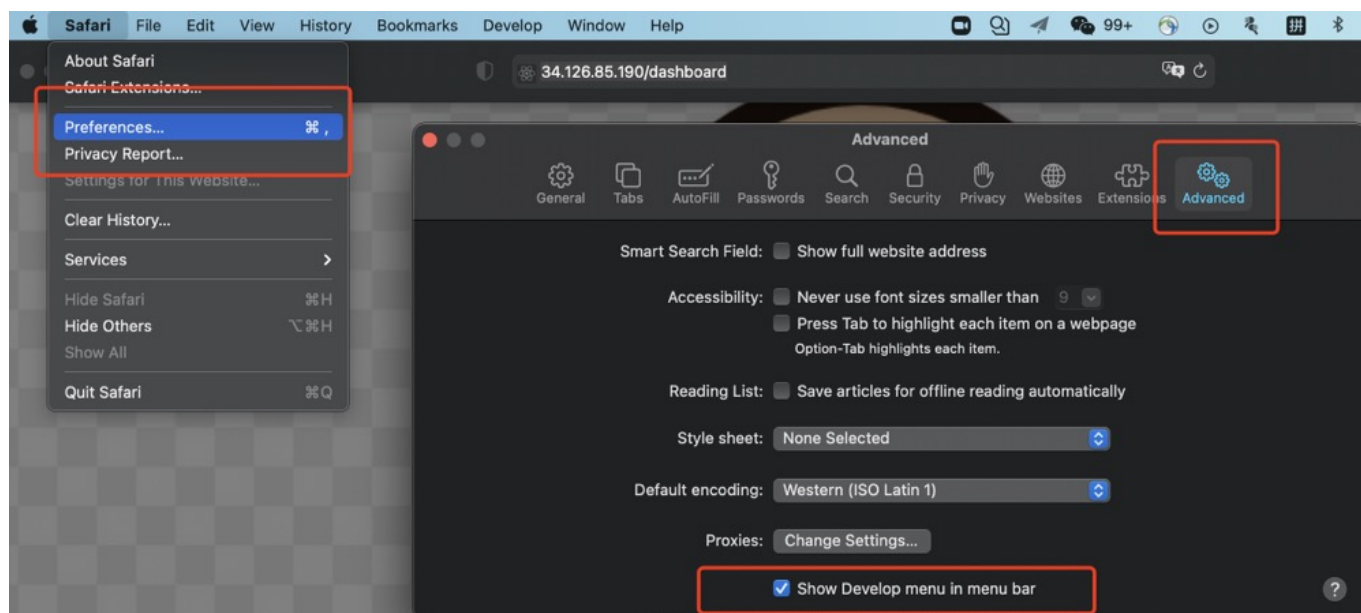 Safari File Edit View History Bookmarks Develop Window Help 99+ 拼
About Safari
Safari Extensions...
Preferences... ⌘ ,
Privacy Report...
Settings for This Website...
Clear History...
Services
Hide Safari ⌘H
Hide Others ⌥⌘H
Show All
Quit Safari ⌘Q
34.126.85.190/dashboard
Advanced
General Tabs AutoFill Passwords Search Security Privacy Websites Extensions Advanced
Smart Search Field: Show full website address
Accessibility: Never use font sizes smaller than 9
Press Tab to highlight each item on a webpage
Option-Tab highlights each item.
Reading List: Save articles for offline reading automatically
Style sheet: None Selected
Default encoding: Western (ISO Latin 1)
Proxies: Change Settings...
Show Develop menu in menu bar
?